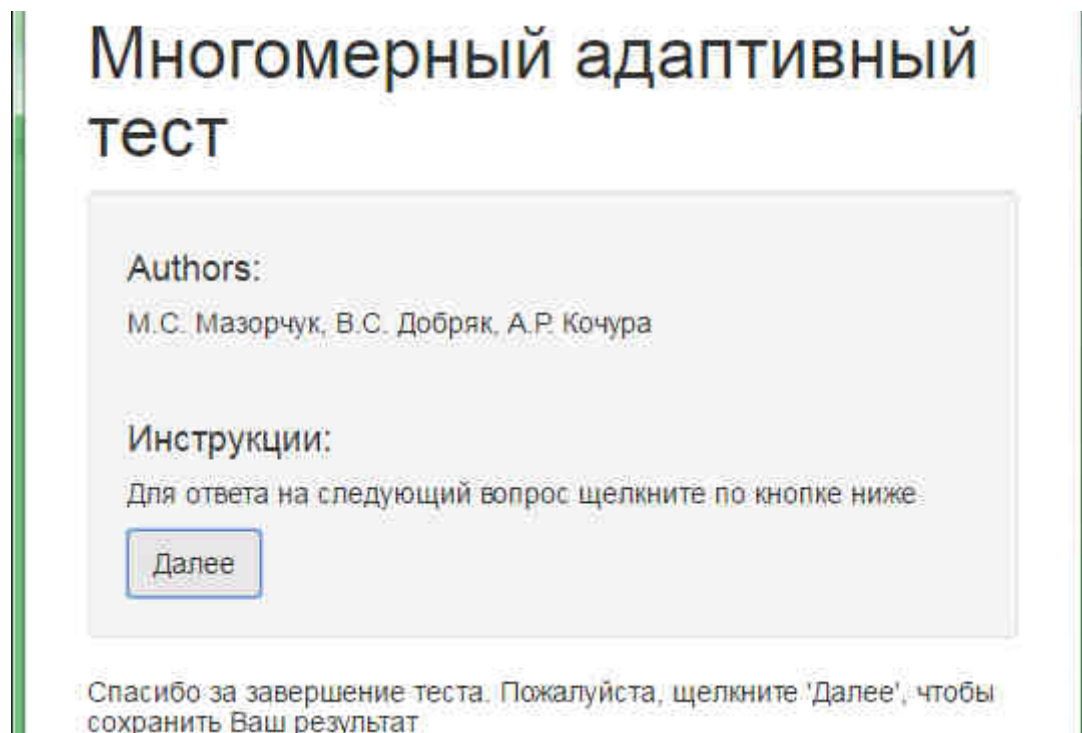 Многомерный адаптивный
тест
Authors:
М.С. Мазорчук, В.С. Добряк, А.Р. Кочура
Инструкции:
Для ответа на следующий вопрос щелкните по кнопке ниже
Далее
Спасибо за завершение теста. Пожалуйста, щелкните 'Далее', чтобы
сохранить Ваш результат